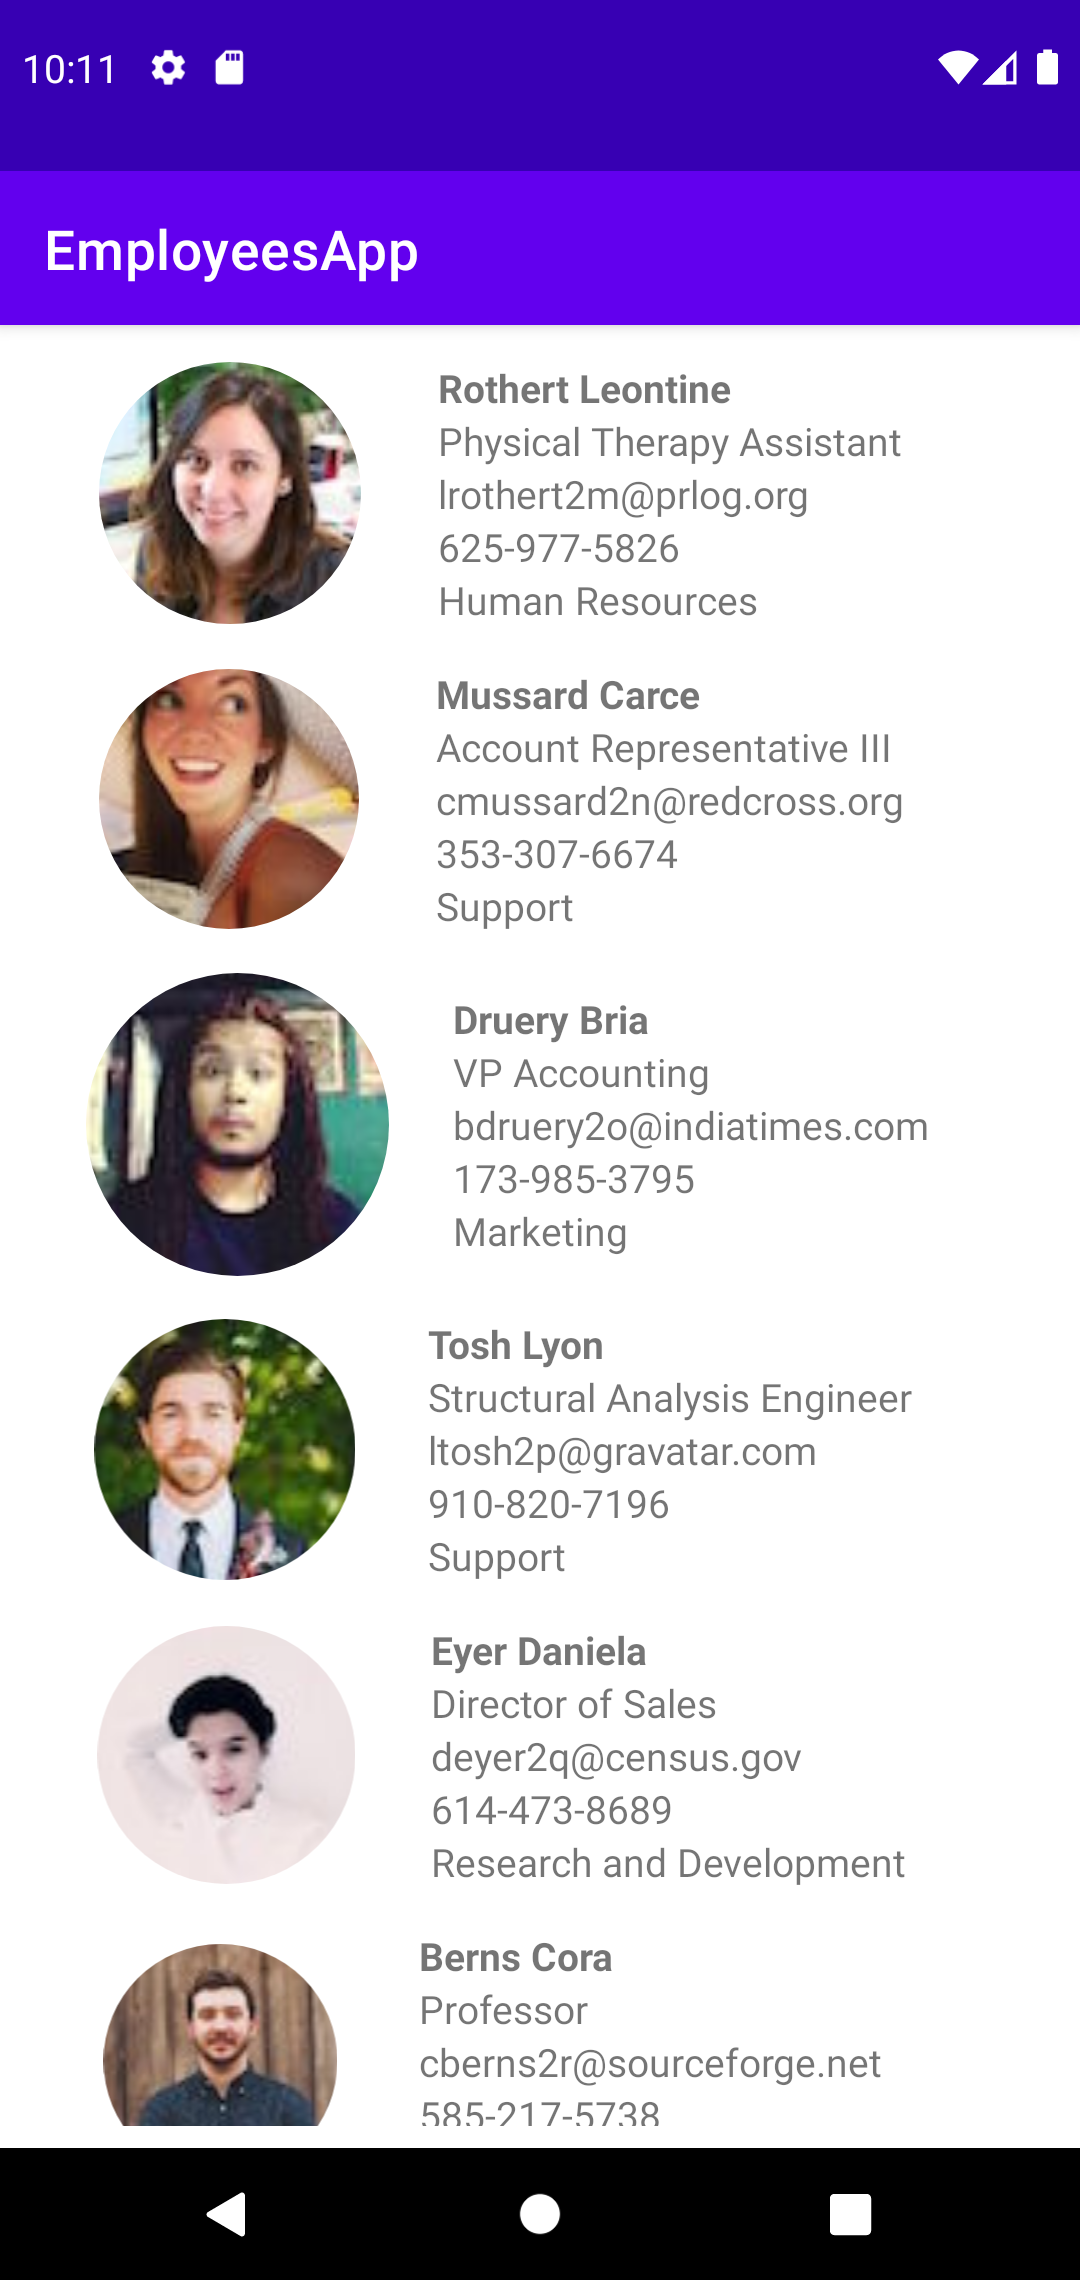 10:11
EmployeesApp
Rothert Leontine
Physical Therapy Assistant
lrothert2m@prlog.org
625-977-5826
Human Resources
Mussard Carce
Account Representative III
cmussard2n@redcross.org
353-307-6674
Support
Druery Bria
VP Accounting
bdruery2o@indiatimes.com
173-985-3795
Marketing
Tosh Lyon
Structural Analysis Engineer
ltosh2p@gravatar.com
910-820-7196
Support
Eyer Daniela
Director of Sales
deyer2q@census.gov
614-473-8689
Research and Development
Berns Cora
Professor
cberns2r@sourceforge.net
585-217-5738